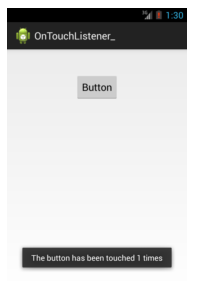 1:30
OnTouchListener_
Button
The button has been touched 1 times